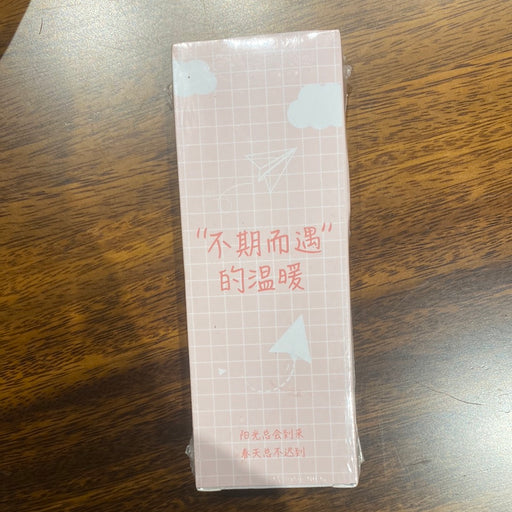 “不期而遇”
的温暖
阳光总会到来
春天总不迟到